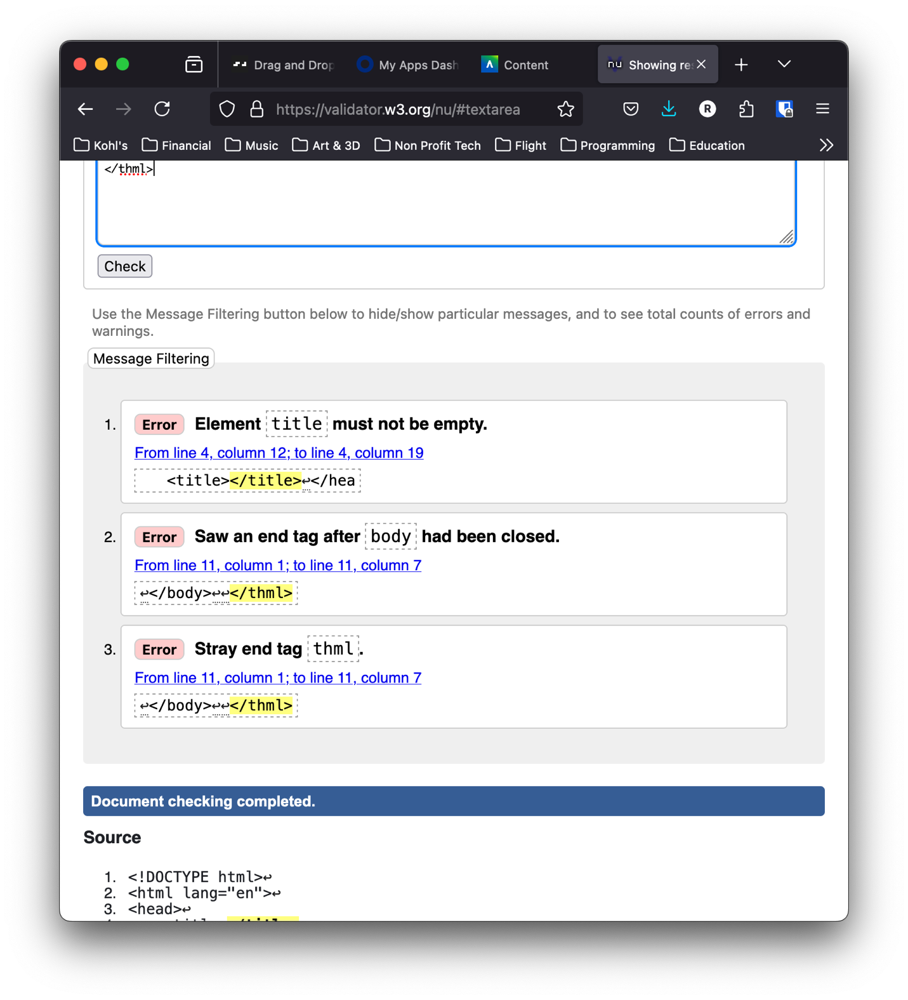 Drag and Drop
My Apps Dash
Content
nu Showing re
https://validator.w3.org/nu/#textarea
R
Kohl's Financial Music Art & 3D Non Profit Tech Flight Programming Education
</thml>
Check
Use the Message Filtering button below to hide/show particular messages, and to see total counts of errors and
warnings.
Message Filtering
1. Error Element title must not be empty.
From line 4, column 12; to line 4, column 19
<title></title>↩</hea
2. Error Saw an end tag after body had been closed.
From line 11, column 1; to line 11, column 7
↩</body>↩↩</thml>
3. Error Stray end tag thml.
From line 11, column 1; to line 11, column 7
↩</body>↩↩</thml>
Document checking completed.
Source
1. <!DOCTYPE html>↩
2. <html lang="en">↩
3. <head>↩